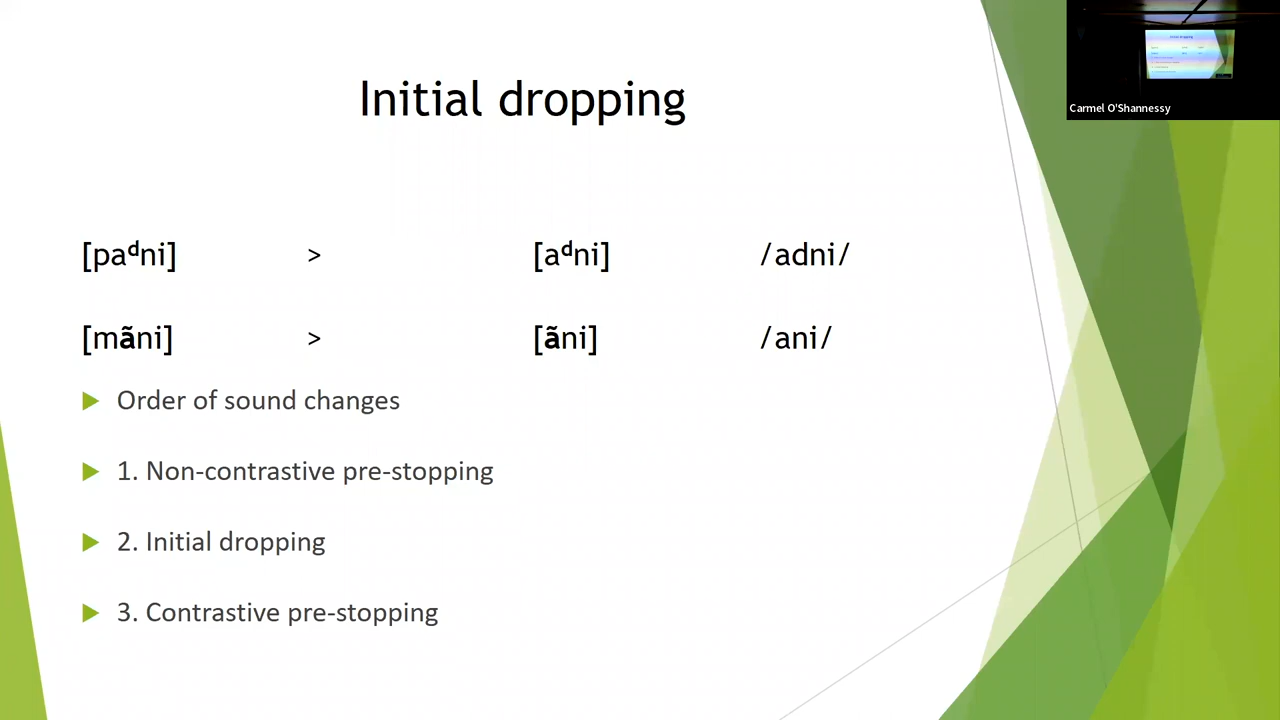 Initial dropping
Carmel O'Shannessy
[paᵈni] > [aᵈni] /adni/
[mãni] > [ãni] /ani/
Order of sound changes
1. Non-contrastive pre-stopping
2. Initial dropping
3. Contrastive pre-stopping